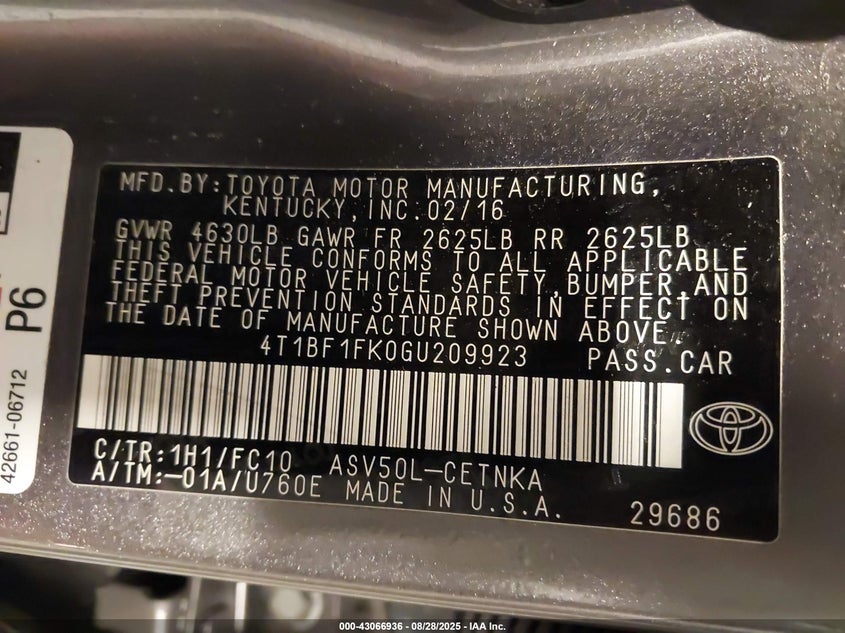 MFD.BY:TOYOTA MOTOR MANUFACTURING,
KENTUCKY,INC.02/16
GVWR 4630LB GAWR FR 2625LB RR 2625LB
THIS VEHICLE CONFORMS TO ALL APPLICABLE
FEDERAL MOTOR VEHICLE SAFETY,BUMPER,AND
THEFT PREVENTION STANDARDS IN EFFECT ON
THE DATE OF MANUFACTURE SHOWN ABOVE.
4T1BF1FK0GU209923 PASS.CAR
C/TR:1H1/FC10 ASV50L-CETNKA
A/TM:-01A/U760E MADE IN U.S.A.
29686
P6
42661-06712
000-43066936 - 08/28/2025 - IAA Inc.